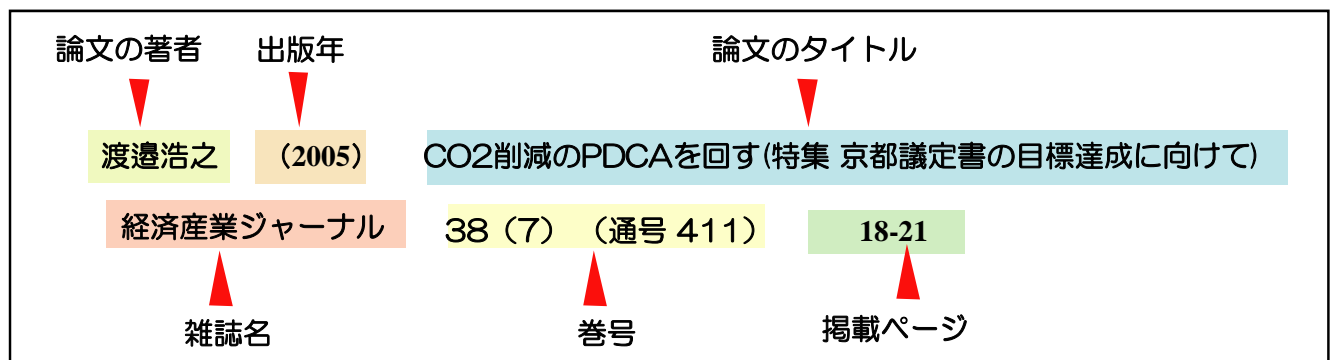 論文の著者 出版年 論文のタイトル
渡邉浩之 （2005） CO2削減のPDCAを回す(特集 京都議定書の目標達成に向けて)
経済産業ジャーナル 38（7） （通号 411） 18-21
雑誌名 巻号 掲載ページ